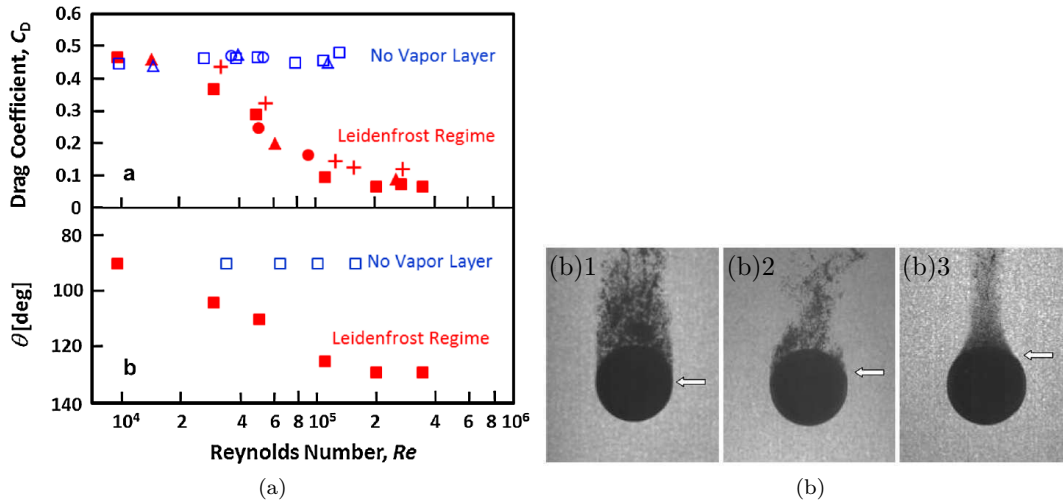 Drag Coefficient, C_D
0.6
0.5
0.4
0.3
0.2
0.1
0
No Vapor Layer
Leidenfrost Regime
a
θ[deg]
80
100
120
140
No Vapor Layer
Leidenfrost Regime
b
10⁴ 2 4 6 8 10⁵ 2 4 6 8 10⁶
Reynolds Number, Re
(a)
(b)1
(b)2
(b)3
(b)